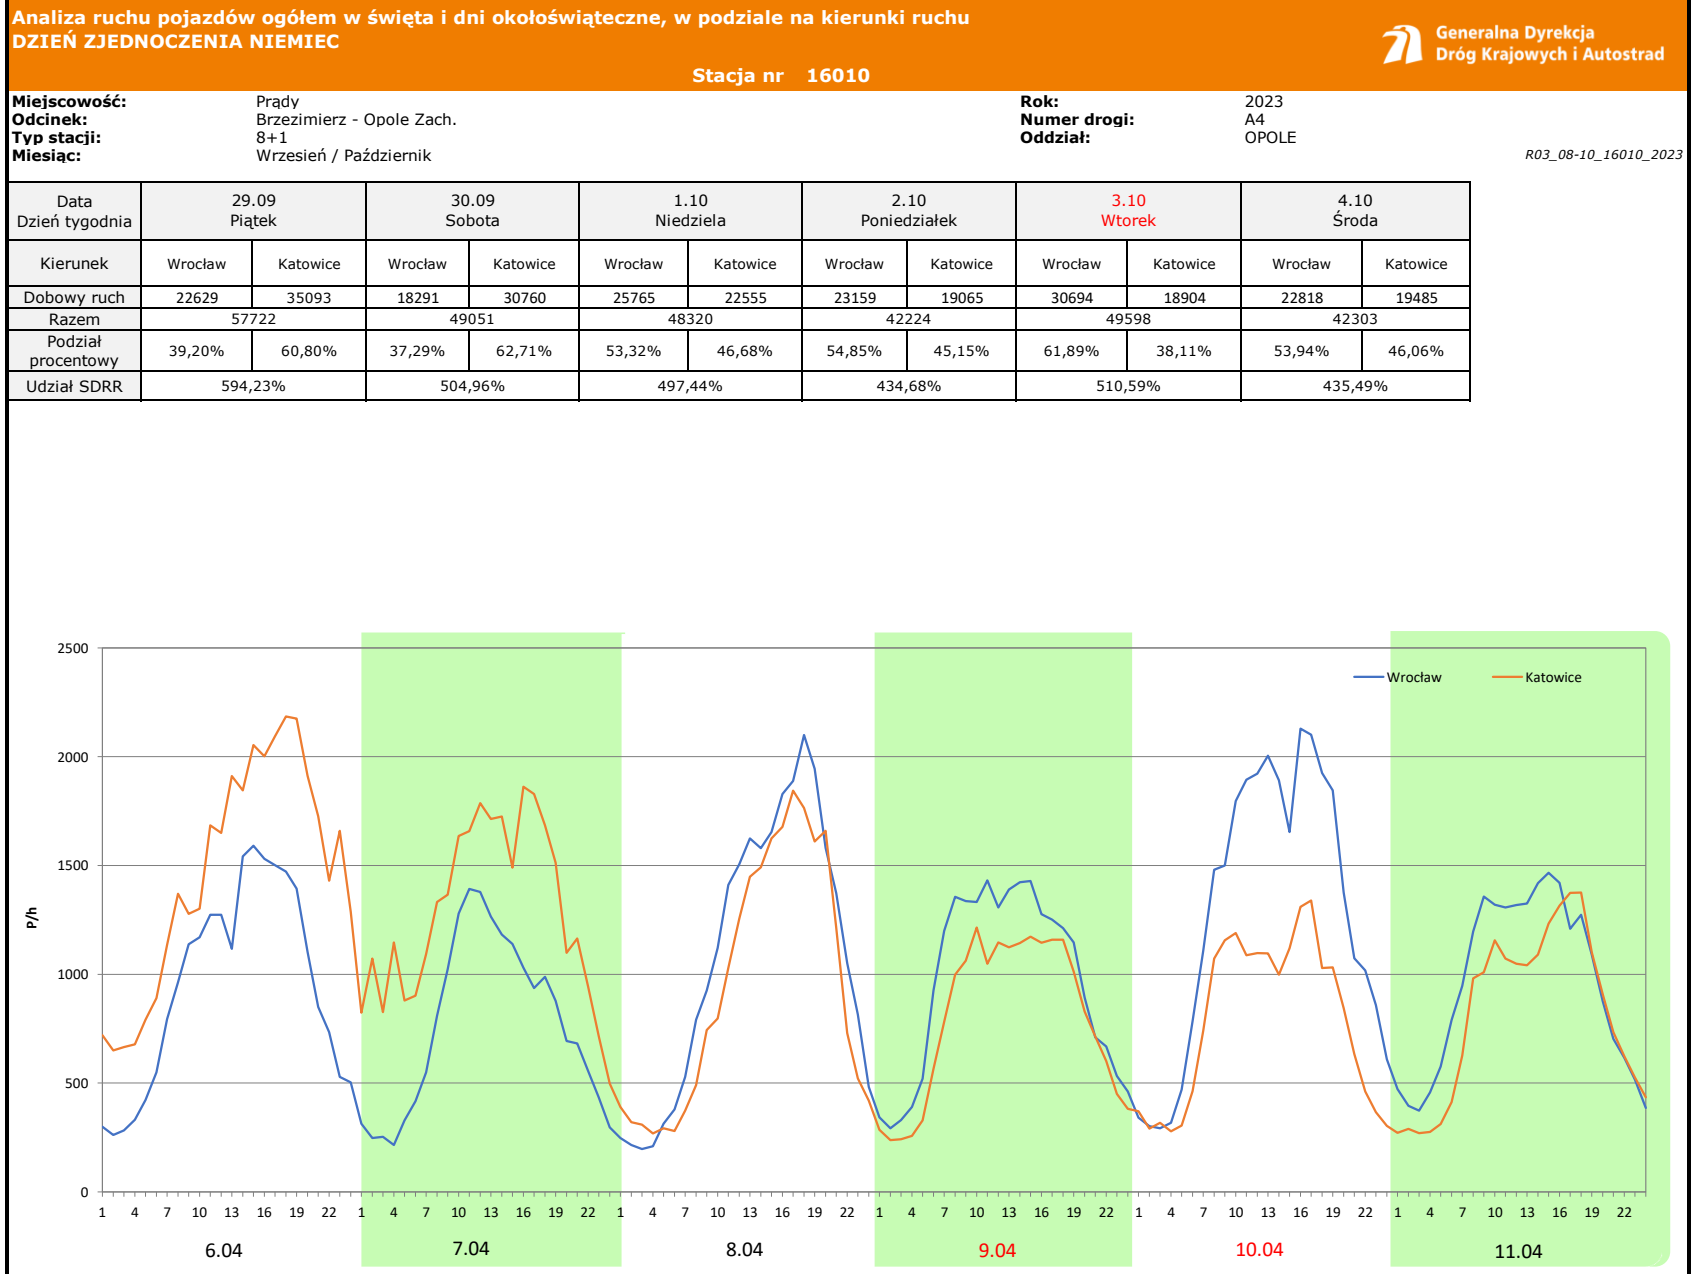 Analiza ruchu pojazdów ogółem w święta i dni okołoświąteczne, w podziale na kierunki ruchu
DZIEŃ ZJEDNOCZENIA NIEMIEC
Generalna Dyrekcja
Dróg Krajowych i Autostrad
Stacja nr 16010
Miejscowość: Prądy Rok: 2023
Odcinek: Brzezimierz - Opole Zach. Numer drogi: A4
Typ stacji: 8+1 Oddział: OPOLE
Miesiąc: Wrzesień / Październik R03_08-10_16010_2023
Data 29.09 30.09 1.10 2.10 3.10 4.10
Dzień tygodnia Piątek Sobota Niedziela Poniedziałek Wtorek Środa
Kierunek Wrocław Katowice Wrocław Katowice Wrocław Katowice Wrocław Katowice Wrocław Katowice Wrocław Katowice
Dobowy ruch 22629 35093 18291 30760 25765 22555 23159 19065 30694 18904 22818 19485
Razem 57722 49051 48320 42224 49598 42303
Podział
procentowy 39,20% 60,80% 37,29% 62,71% 53,32% 46,68% 54,85% 45,15% 61,89% 38,11% 53,94% 46,06%
Udział SDRR 594,23% 504,96% 497,44% 434,68% 510,59% 435,49%
2500
Wrocław Katowice
2000
1500
P/h
1000
500
0
1 4 7 10 13 16 19 22 1 4 7 10 13 16 19 22 1 4 7 10 13 16 19 22 1 4 7 10 13 16 19 22 1 4 7 10 13 16 19 22 1 4 7 10 13 16 19 22
6.04 7.04 8.04 9.04 10.04 11.04